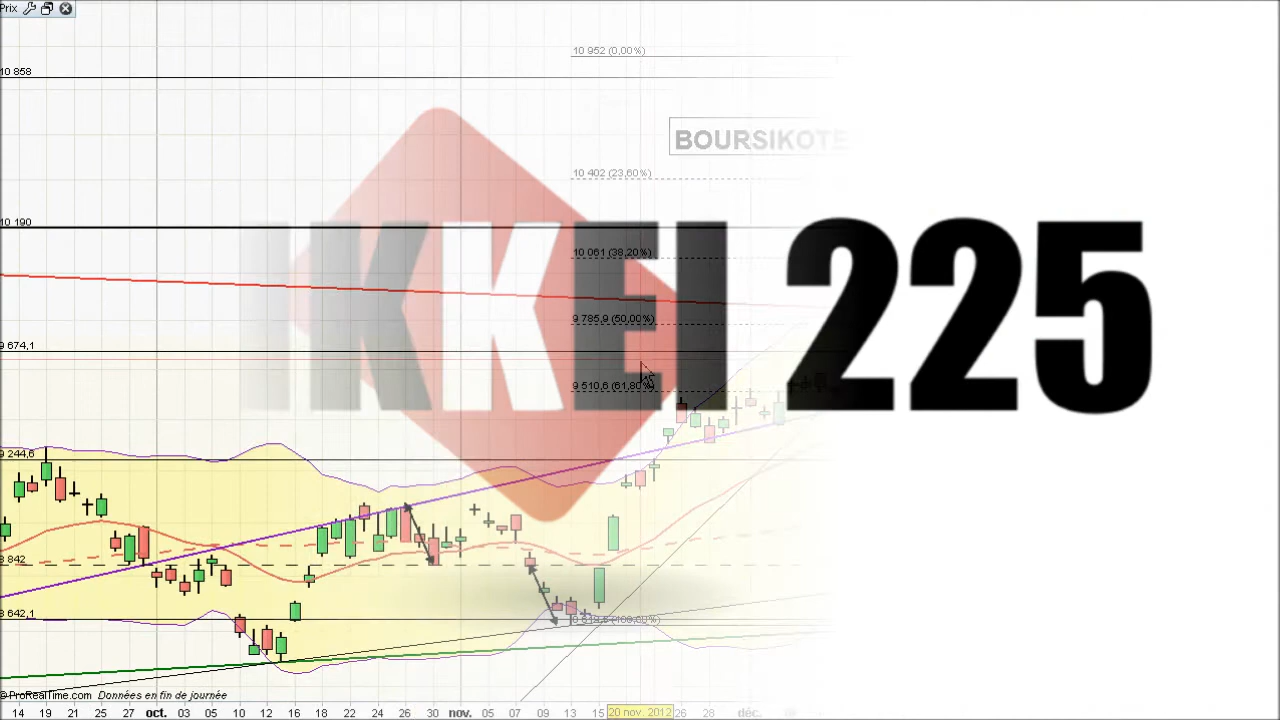 Prix
10 952 (0,00%)
10 858
BOURSIKOTE
10 402 (23,60%)
10 190
IKKEI 225
10 061 (38,20%)
9 785,9 (50,00%)
9 674,1
9 510,6 (61,80%)
9 244,6
8 842
8 642,1
© ProRealTime.com Données en fin de journée
14 19 21 25 27 oct. 03 05 10 12 16 18 22 24 26 30 nov. 05 07 09 13 15 20 nov. 2012 26 28 déc.